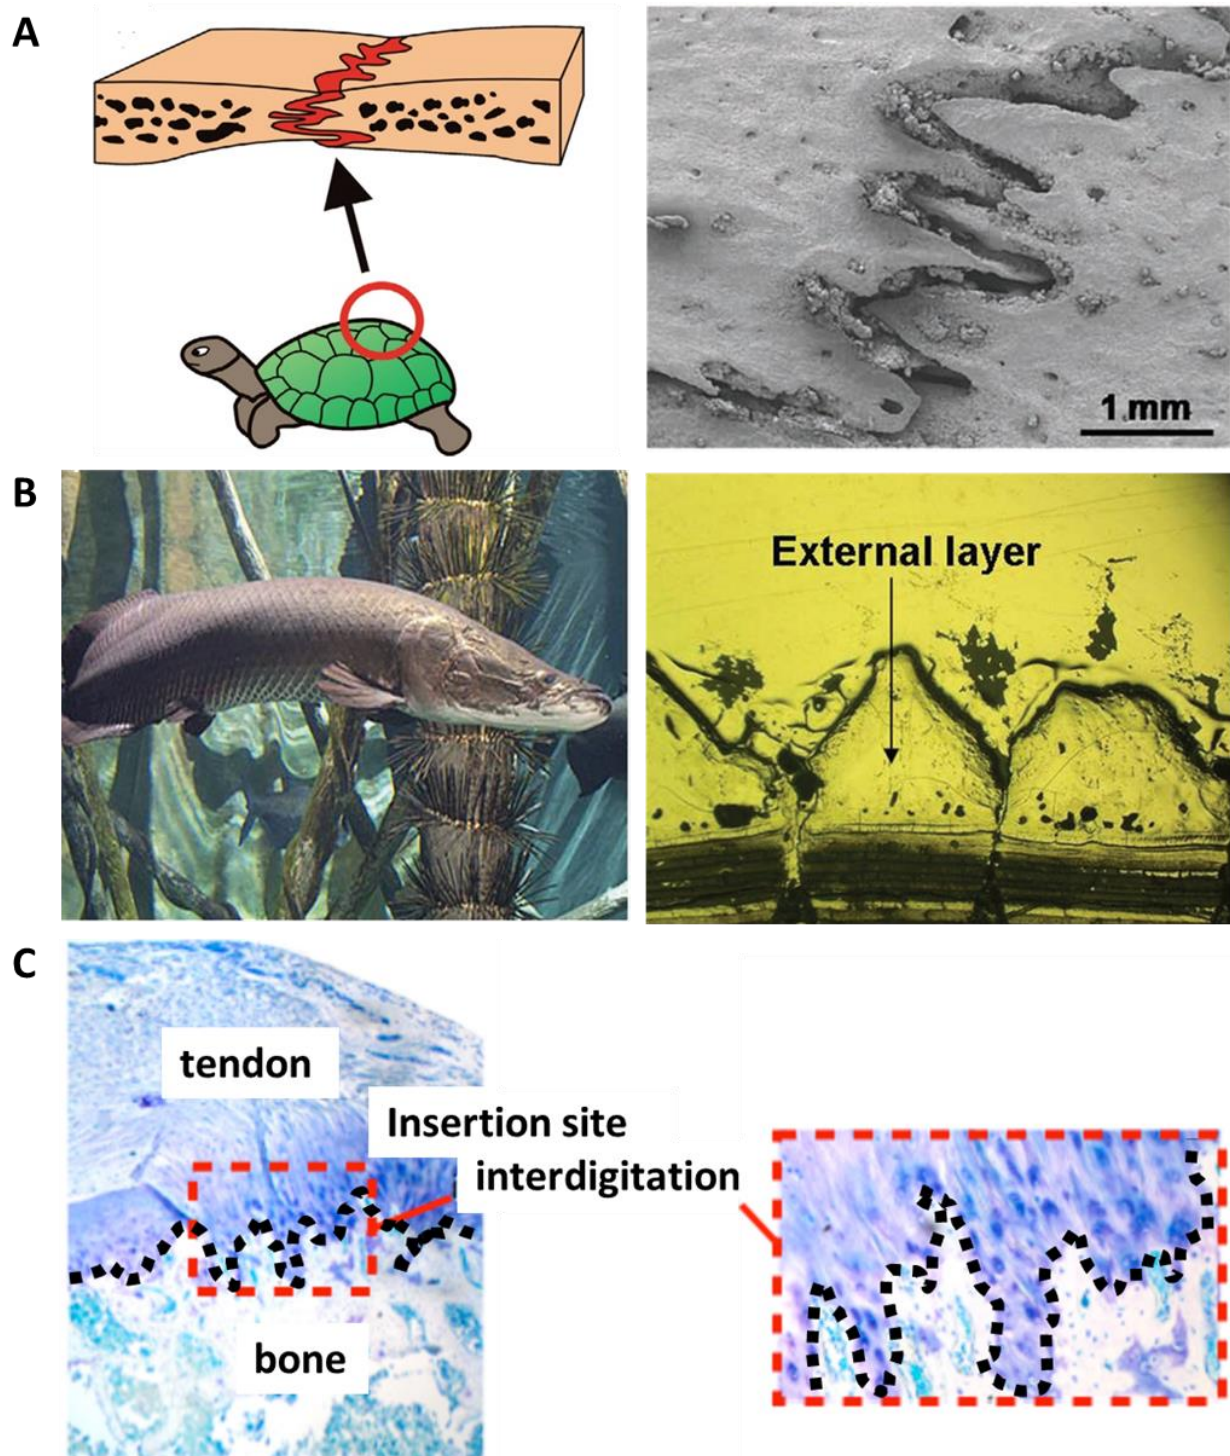 A
1 mm
B
External layer
C
tendon
Insertion site
interdigitation
bone